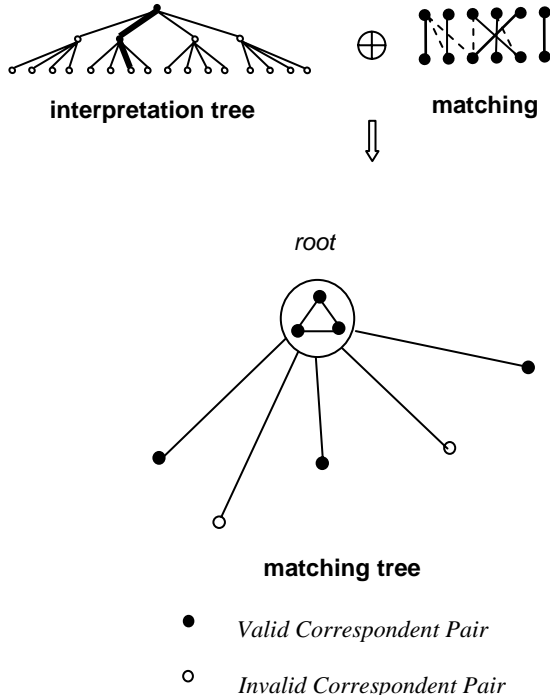 interpretation tree
matching
root
matching tree
Valid Correspondent Pair
Invalid Correspondent Pair